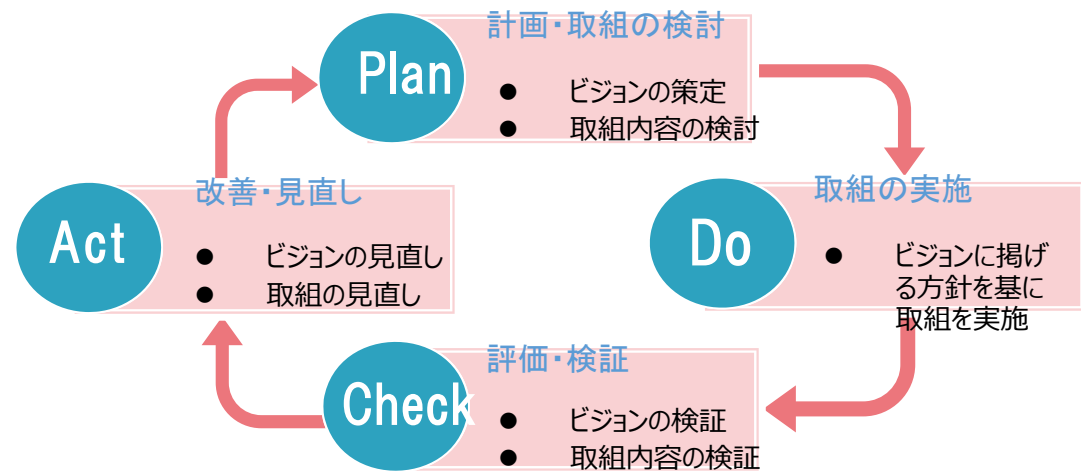 計画・取組の検討
Plan
● ビジョンの策定
● 取組内容の検討
取組の実施
Do
● ビジョンに掲げ
る方針を基に
取組を実施
評価・検証
Check
● ビジョンの検証
● 取組内容の検証
改善・見直し
Act
● ビジョンの見直し
● 取組の見直し